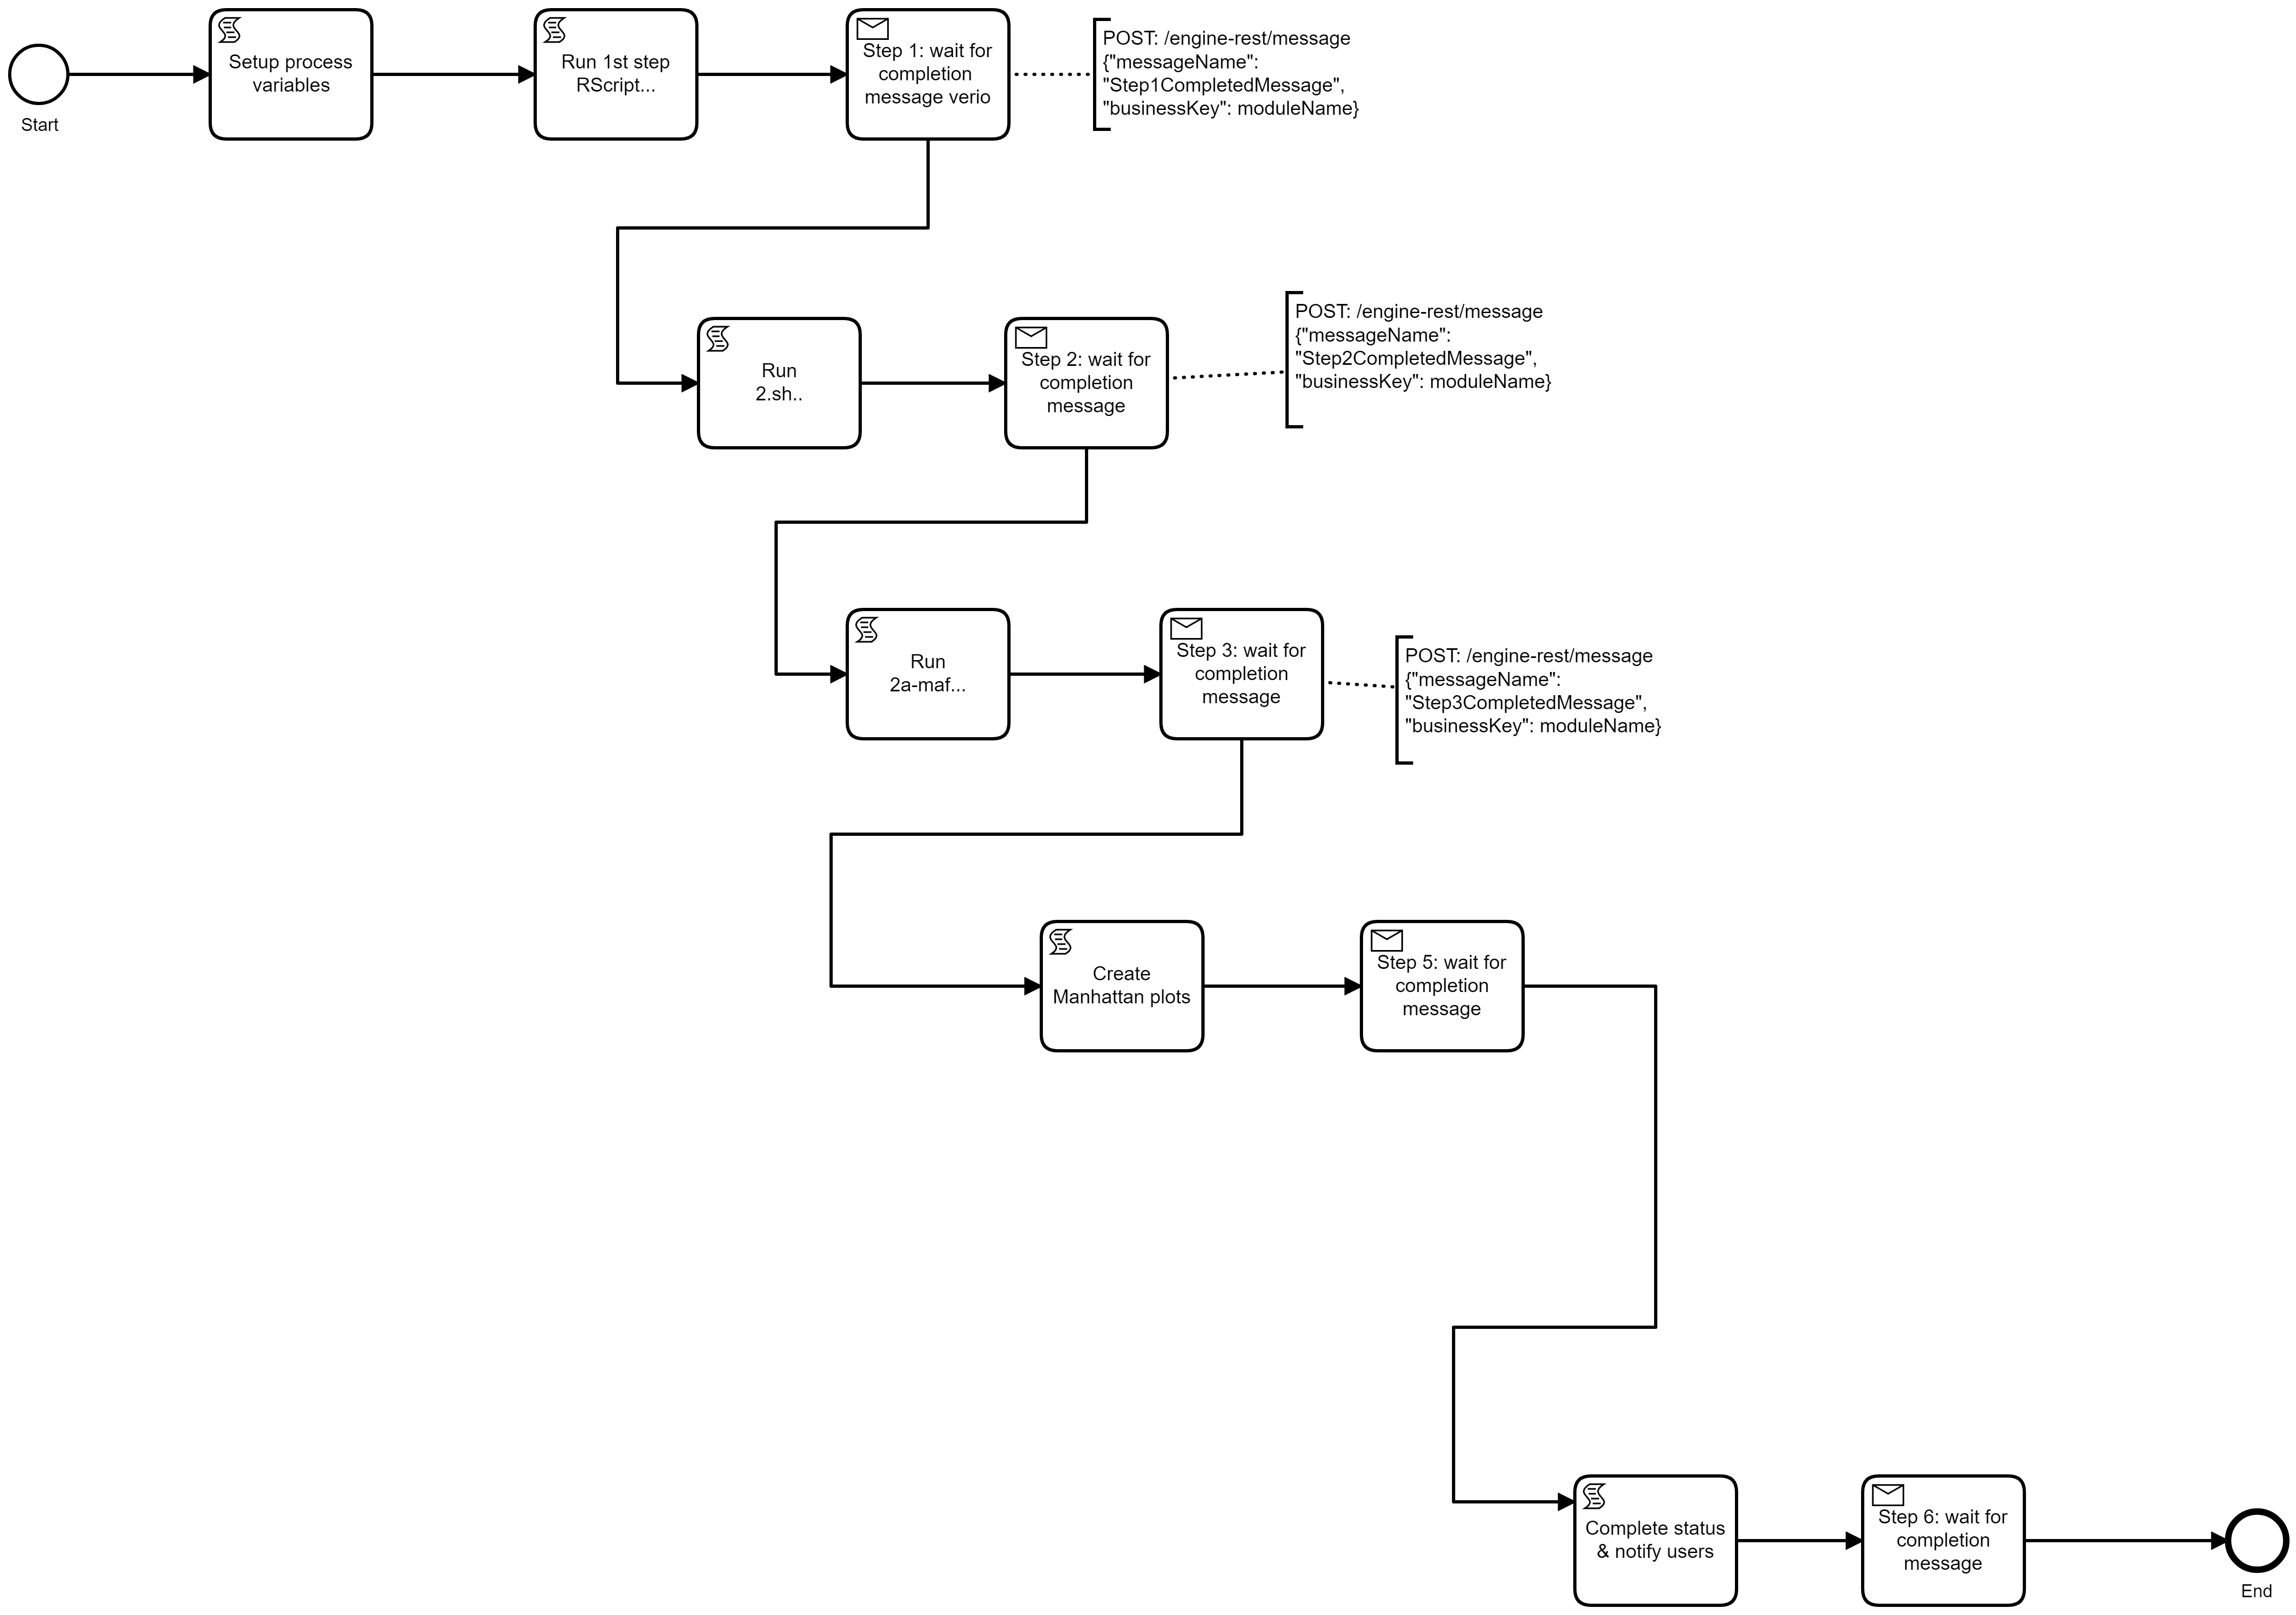 Setup process
variables
Run 1st step
RScript...
Step 1: wait for
completion
message verio
POST: /engine-rest/message
{"messageName":
"Step1CompletedMessage",
"businessKey": moduleName}
Start
Run
2.sh..
Step 2: wait for
completion
message
POST: /engine-rest/message
{"messageName":
"Step2CompletedMessage",
"businessKey": moduleName}
Run
2a-maf...
Step 3: wait for
completion
message
POST: /engine-rest/message
{"messageName":
"Step3CompletedMessage",
"businessKey": moduleName}
Create
Manhattan plots
Step 5: wait for
completion
message
Complete status
& notify users
Step 6: wait for
completion
message
End